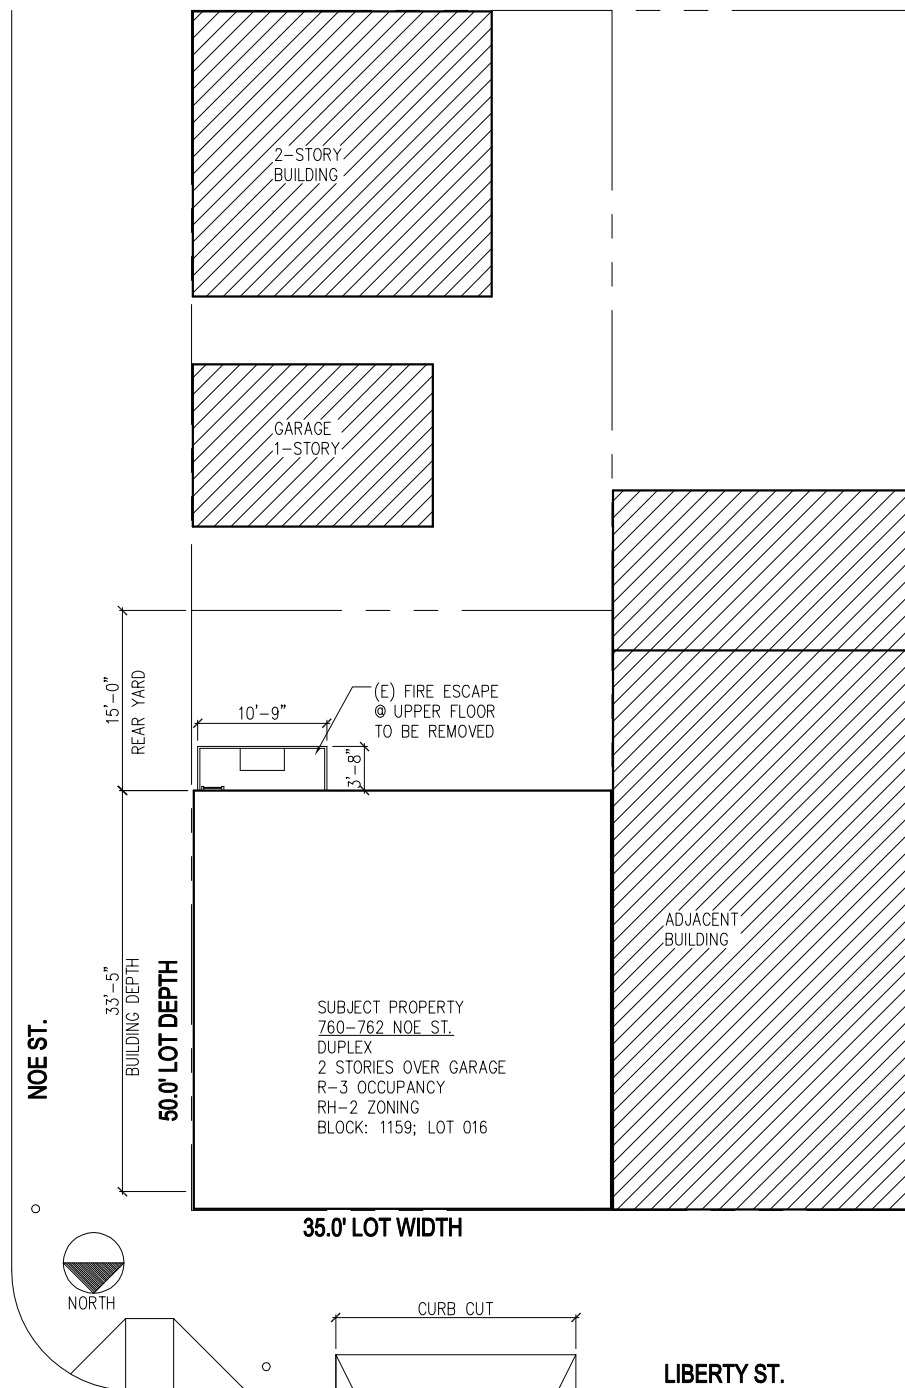 2-STORY
BUILDING
GARAGE
1-STORY
15'-0"
REAR YARD
10'-9"
(E) FIRE ESCAPE
@ UPPER FLOOR
TO BE REMOVED
3'-8"
ADJACENT
BUILDING
33'-5"
BUILDING DEPTH
50.0' LOT DEPTH
NOE ST.
SUBJECT PROPERTY
760-762 NOE ST.
DUPLEX
2 STORIES OVER GARAGE
R-3 OCCUPANCY
RH-2 ZONING
BLOCK: 1159; LOT 016
35.0' LOT WIDTH
NORTH
CURB CUT
LIBERTY ST.